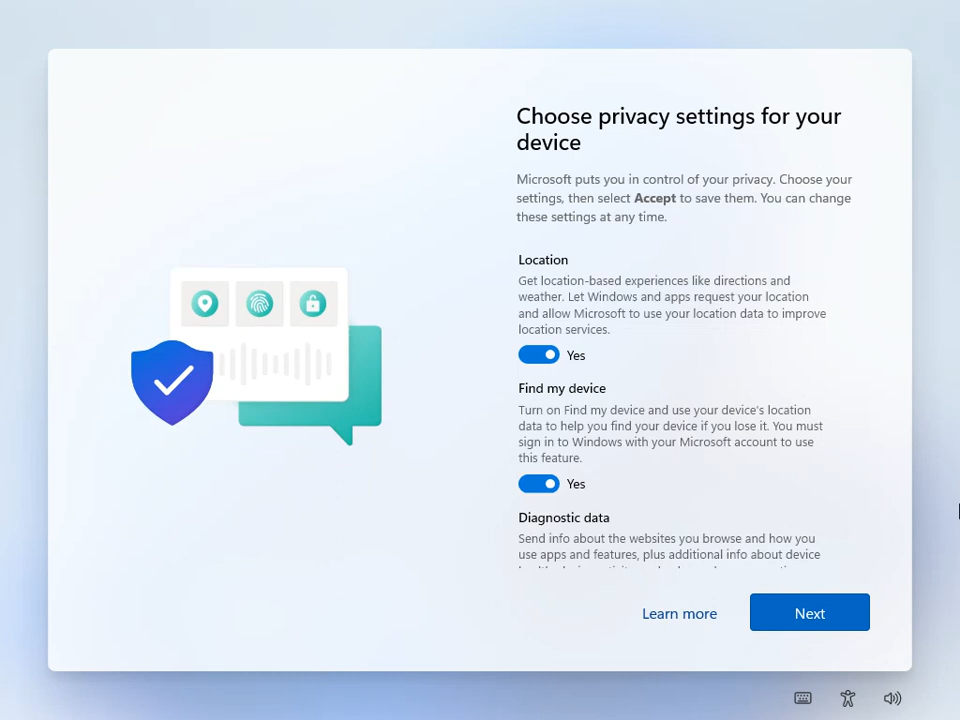 Choose privacy settings for your
device
Microsoft puts you in control of your privacy. Choose your
settings, then select Accept to save them. You can change
these settings at any time.
Location
Get location-based experiences like directions and
weather. Let Windows and apps request your location
and allow Microsoft to use your location data to improve
location services.
Yes
Find my device
Turn on Find my device and use your device's location
data to help you find your device if you lose it. You must
sign in to Windows with your Microsoft account to use
this feature.
Yes
Diagnostic data
Send info about the websites you browse and how you
use apps and features, plus additional info about device
Learn more
Next